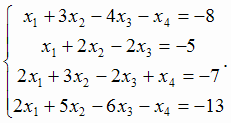 x₁ + 3x₂ − 4x₃ − x₄ = −8
x₁ + 2x₂ − 2x₃ = −5
2x₁ + 3x₂ − 2x₃ + x₄ = −7
2x₁ + 5x₂ − 6x₃ − x₄ = −13